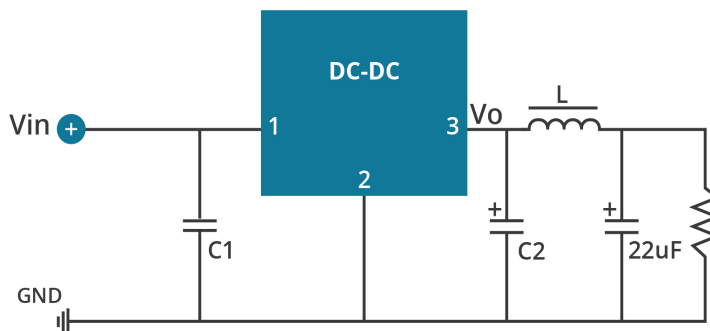 DC-DC
Vin
+
1
3
Vo
L
2
+
C1
C2
+
22uF
GND